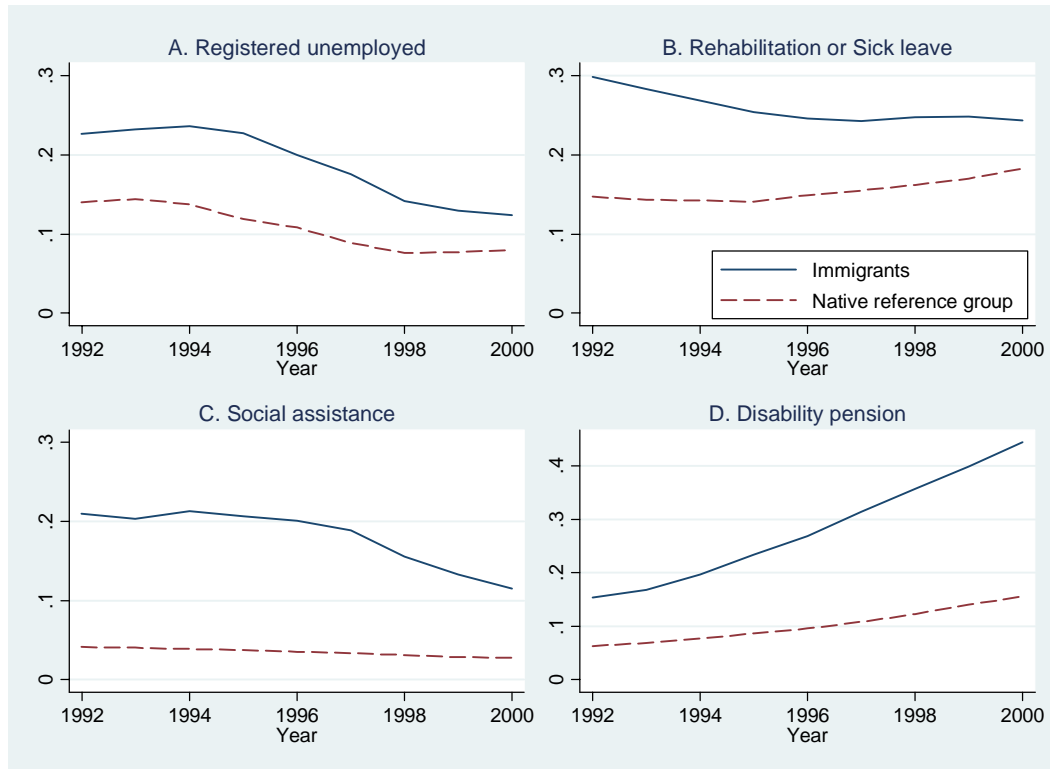 A. Registered unemployed
.3
.2
.1
0
1992 1994 1996 1998 2000
Year
B. Rehabilitation or Sick leave
.3
.2
.1
0
Immigrants
Native reference group
1992 1994 1996 1998 2000
Year
C. Social assistance
.3
.2
.1
0
1992 1994 1996 1998 2000
Year
D. Disability pension
.4
.3
.2
.1
0
1992 1994 1996 1998 2000
Year